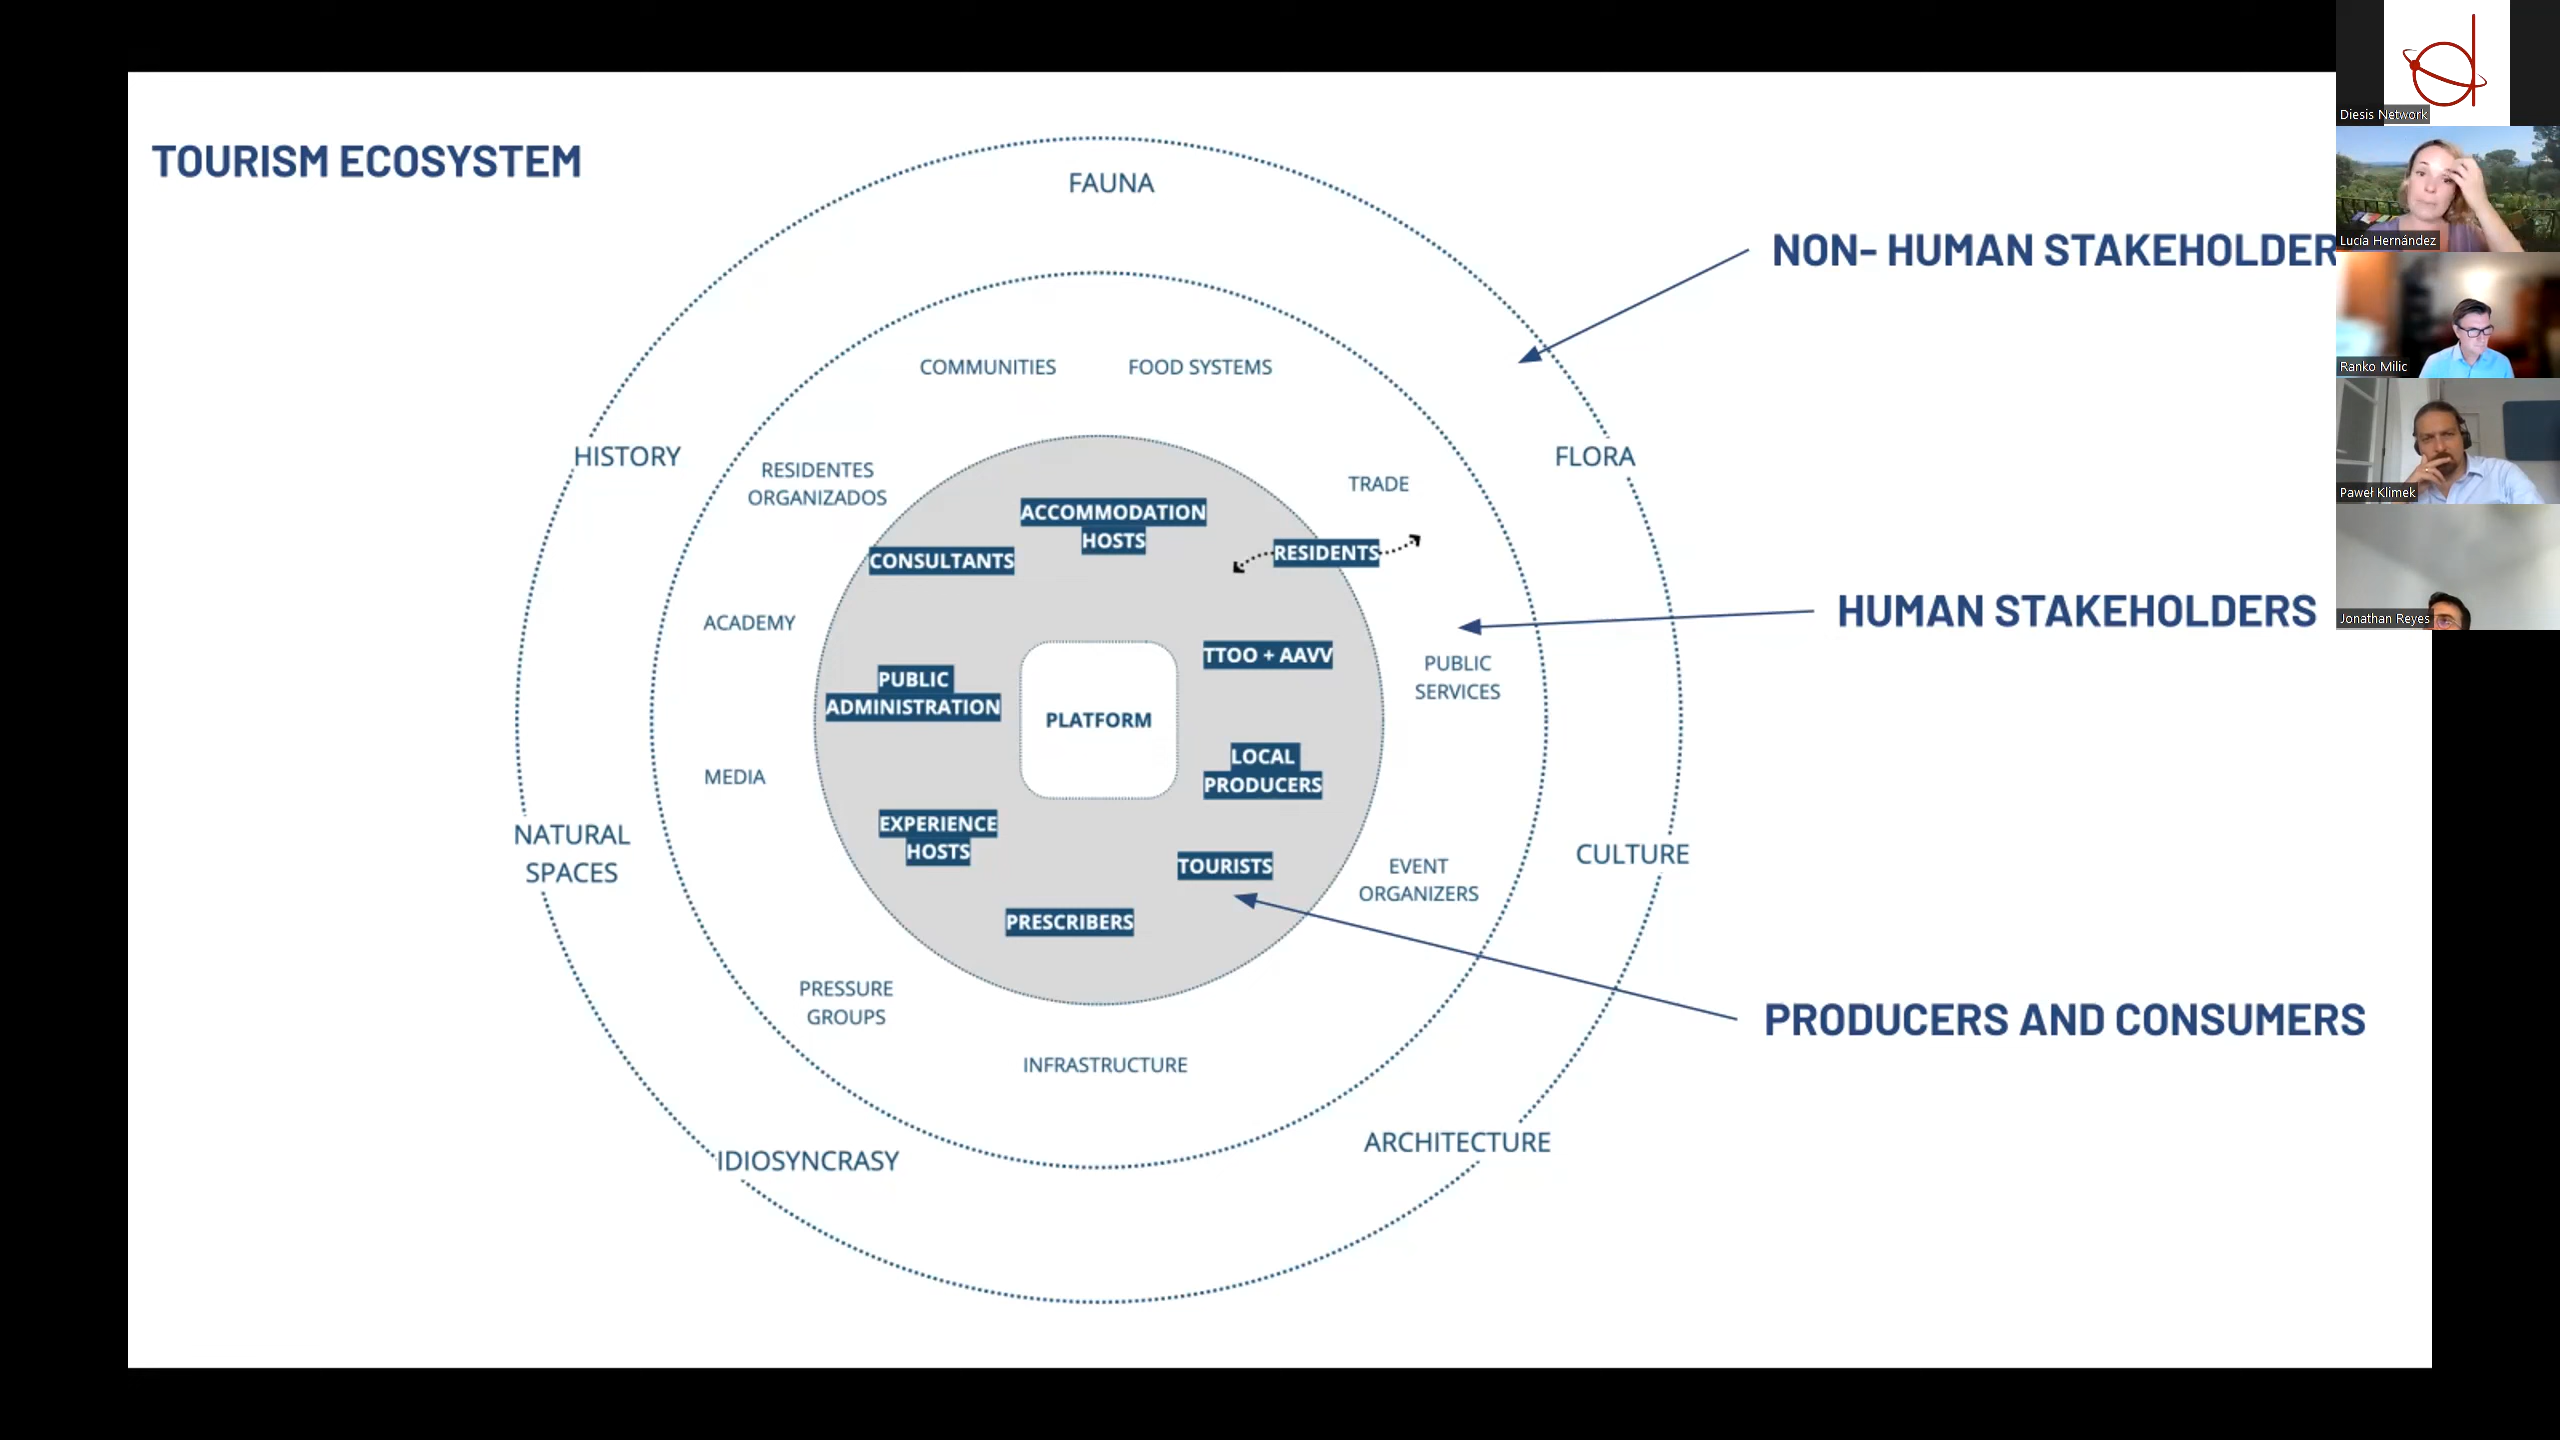 TOURISM ECOSYSTEM
FAUNA
NON- HUMAN STAKEHOLDER
COMMUNITIES
FOOD SYSTEMS
HISTORY
RESIDENTES
ORGANIZADOS
TRADE
FLORA
ACCOMMODATION
HOSTS
CONSULTANTS
RESIDENTS
ACADEMY
HUMAN STAKEHOLDERS
PUBLIC
ADMINISTRATION
PLATFORM
TTOO + AAVV
PUBLIC
SERVICES
MEDIA
LOCAL
PRODUCERS
NATURAL
SPACES
EXPERIENCE
HOSTS
TOURISTS
EVENT
ORGANIZERS
CULTURE
PRESCRIBERS
PRESSURE
GROUPS
PRODUCERS AND CONSUMERS
INFRASTRUCTURE
IDIOSYNCRASY
ARCHITECTURE
Diesis Network
Lucía Hernández
Ranko Milic
Paweł Klimek
Jonathan Reyes